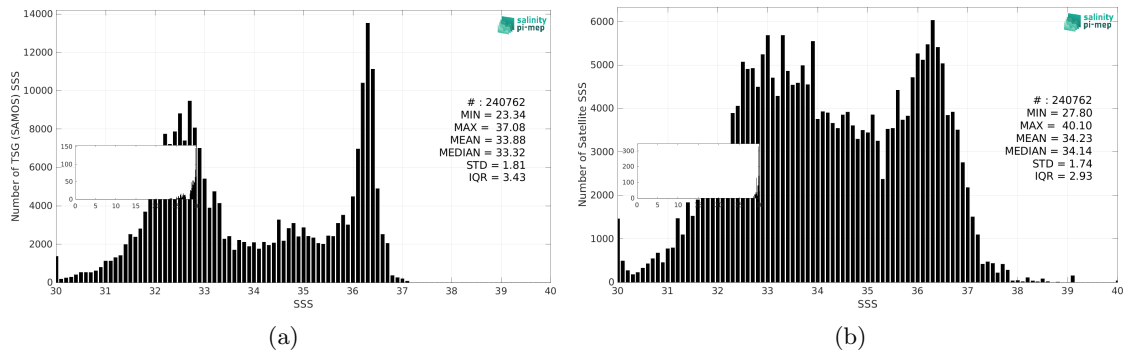 14000
12000
10000
8000
6000
4000
2000
0
Number of TSG (SAMOS) SSS
salinity
pi-mep
# : 240762
MIN = 23.34
MAX = 37.08
MEAN = 33.88
MEDIAN = 33.32
STD = 1.81
IQR = 3.43
150
100
50
0
0 5 10 15
30 31 32 33 34 35 36 37 38 39 40
SSS
(a)
6000
5000
4000
3000
2000
1000
0
Number of Satellite SSS
salinity
pi-mep
# : 240762
MIN = 27.80
MAX = 40.10
MEAN = 34.23
MEDIAN = 34.14
STD = 1.74
IQR = 2.93
300
200
100
0
0 5 10 15
30 31 32 33 34 35 36 37 38 39 40
SSS
(b)